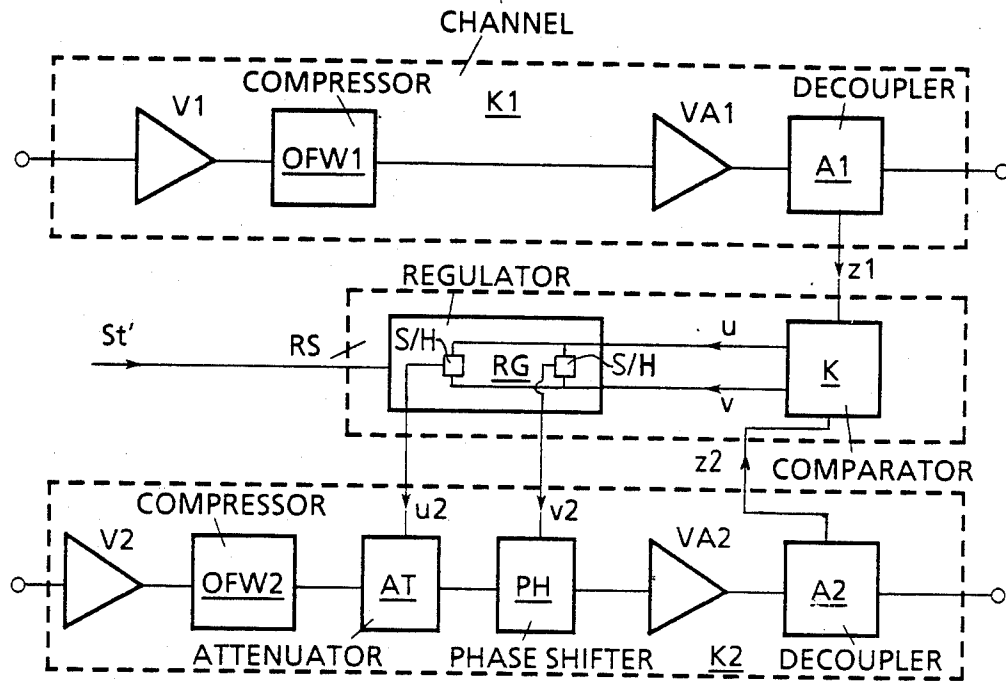 CHANNEL
COMPRESSOR
V1
K1
VA1
DECOUPLER
OFW1
A1
z1
REGULATOR
St'
RS
S/H
RG
S/H
u
v
K
z2
COMPARATOR
COMPRESSOR
V2
u2
v2
VA2
OFW2
AT
PH
A2
ATTENUATOR
PHASE SHIFTER
K2
DECOUPLER